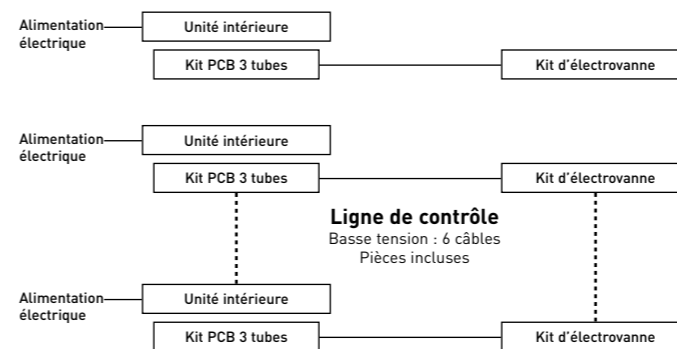 Alimentation
électrique
Unité intérieure
Kit PCB 3 tubes
Kit d'électrovanne
Alimentation
électrique
Unité intérieure
Kit PCB 3 tubes
Kit d'électrovanne
Ligne de contrôle
Basse tension : 6 câbles
Pièces incluses
Alimentation
électrique
Unité intérieure
Kit PCB 3 tubes
Kit d'électrovanne